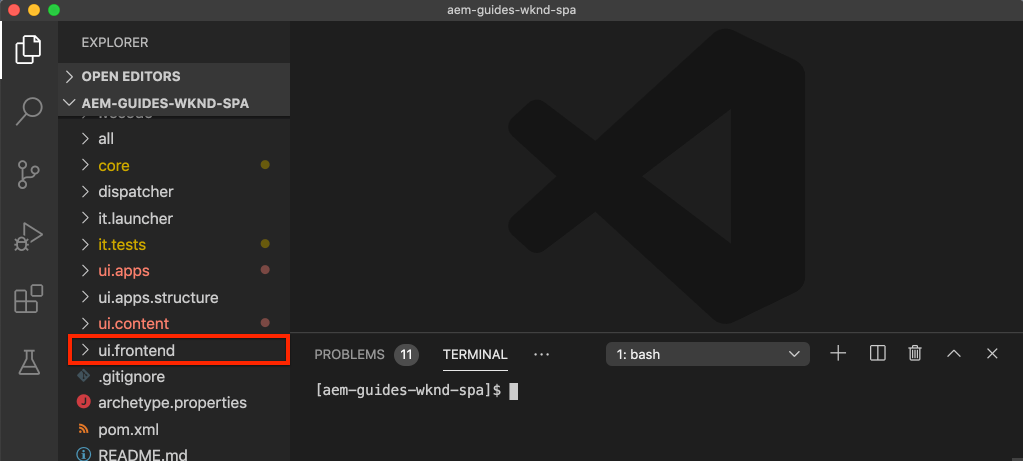 aem-guides-wknd-spa
EXPLORER
OPEN EDITORS
AEM-GUIDES-WKND-SPA
all
core
dispatcher
it.launcher
it.tests
ui.apps
ui.apps.structure
ui.content
ui.frontend
.gitignore
archetype.properties
pom.xml
README.md
PROBLEMS 11 TERMINAL ··· 1: bash
[aem-guides-wknd-spa]$